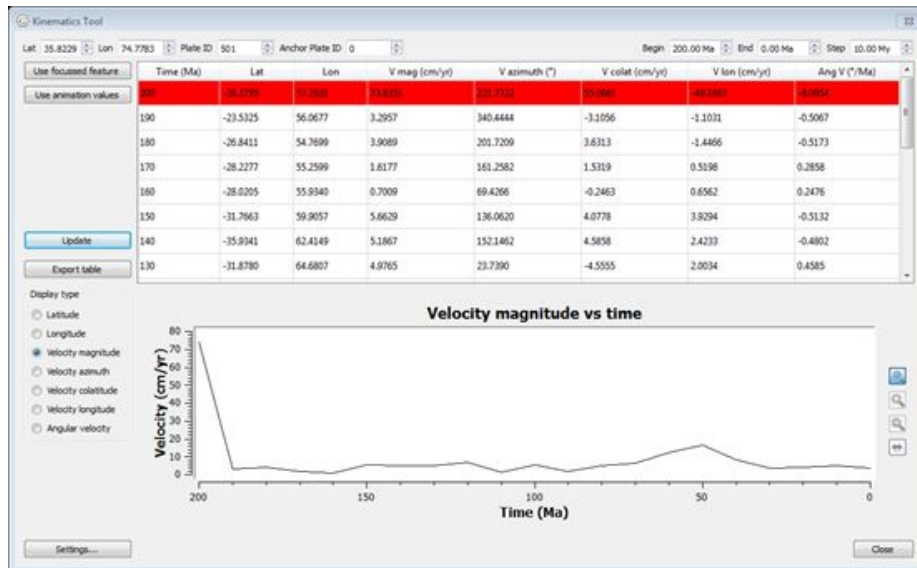 Kinematics Tool
Lat 35.8229 Lon 74.7783 Plate ID 501 Anchor Plate ID 0 Begin 200.00 Ma End 0.00 Ma Step 10.00 My
Use focussed feature
Use animation values
Update
Export table
Time (Ma) Lat Lon V mag (cm/yr) V azimuth (°) V colat (cm/yr) V lon (cm/yr) Ang V (°/Ma)
200
190 -23.5325 56.0677 3.2957 340.4444 -3.1056 -1.1031 -0.5067
180 -26.8411 54.7699 3.9089 201.7209 3.6313 -1.4466 -0.5173
170 -28.2277 55.2599 1.6177 161.2582 1.5319 0.5198 0.2858
160 -28.0205 55.9340 0.7009 69.4266 -0.2463 0.6562 0.2476
150 -31.7663 59.9057 5.6629 136.0620 4.0778 3.9294 -0.5132
140 -35.9341 62.4149 5.1867 152.1462 4.5858 2.4233 -0.4802
130 -31.8780 64.6807 4.9765 23.7390 -4.5555 2.0034 0.4585
Display type
Latitude
Longitude
Velocity magnitude
Velocity azimuth
Velocity colatitude
Velocity longitude
Angular velocity
Velocity magnitude vs time
Velocity (cm/yr)
80
70
60
50
40
30
20
10
0
200 150 100 50 0
Time (Ma)
Settings...
Close